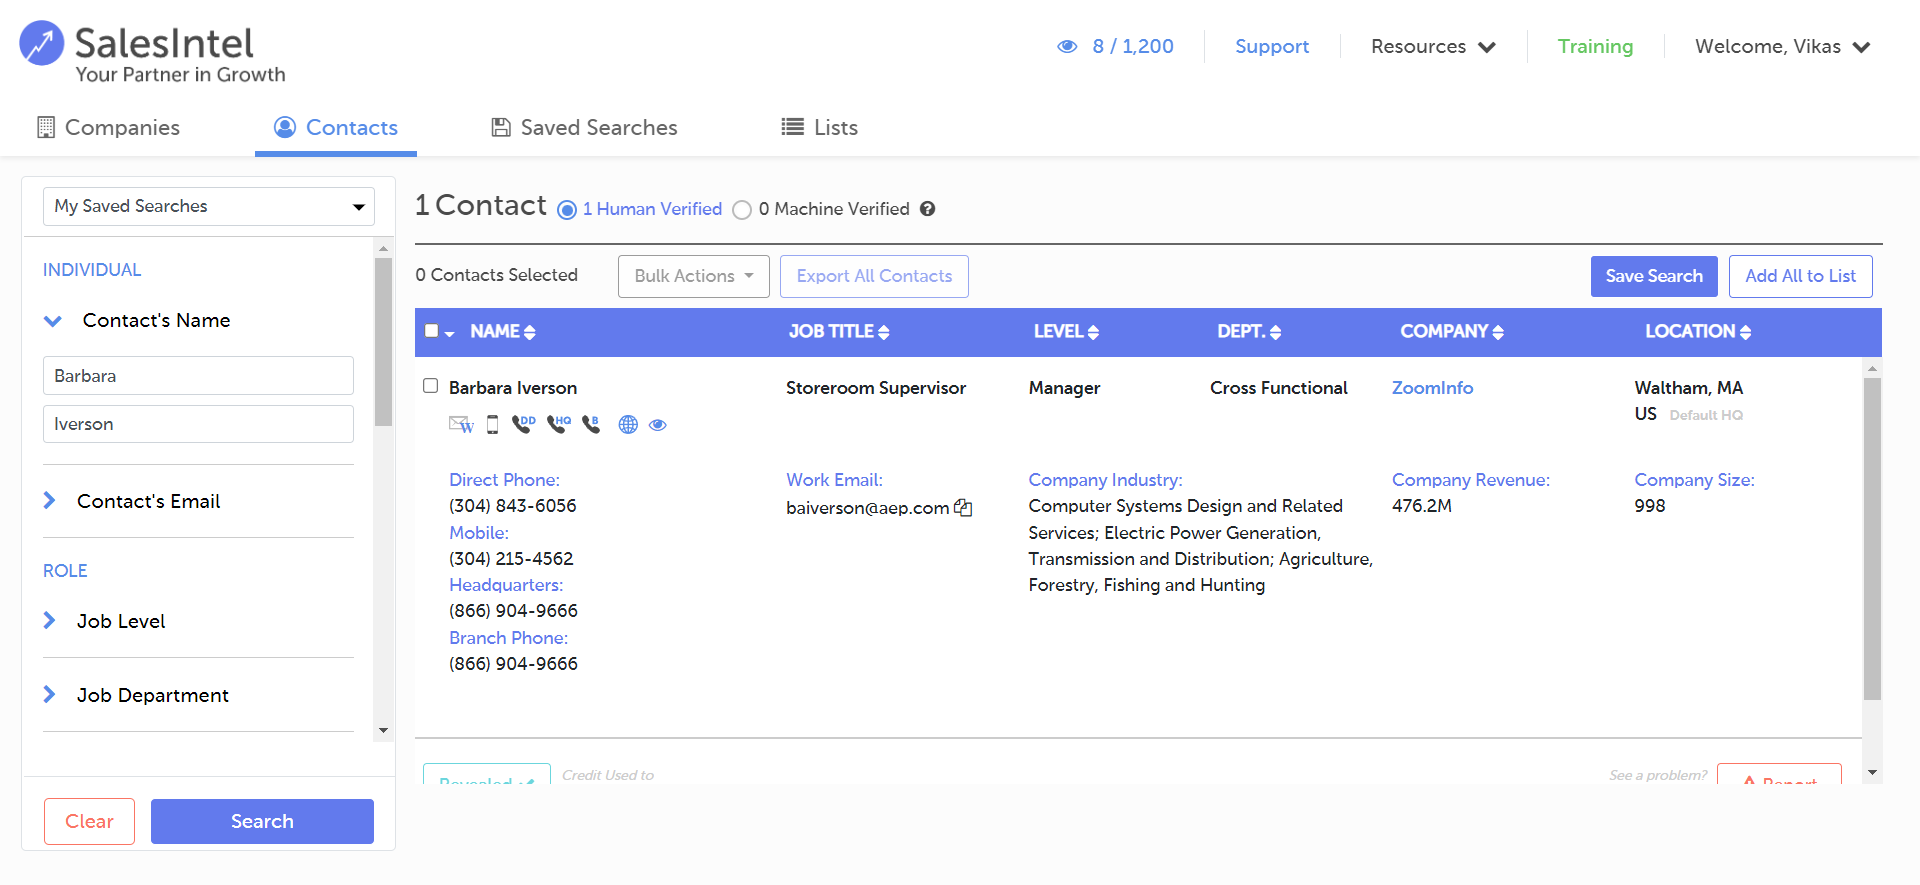 SalesIntel
Your Partner in Growth
8 / 1,200
Support
Resources
Training
Welcome, Vikas
Companies
Contacts
Saved Searches
Lists
My Saved Searches
INDIVIDUAL
Contact's Name
Barbara
Iverson
Contact's Email
ROLE
Job Level
Job Department
Clear
Search
1 Contact
1 Human Verified
0 Machine Verified
?
0 Contacts Selected
Bulk Actions
Export All Contacts
Save Search
Add All to List
NAME
JOB TITLE
LEVEL
DEPT.
COMPANY
LOCATION
Barbara Iverson
Storeroom Supervisor
Manager
Cross Functional
ZoomInfo
Waltham, MA
US Default HQ
W
DD
HQ
B
Direct Phone:
(304) 843-6056
Mobile:
(304) 215-4562
Headquarters:
(866) 904-9666
Branch Phone:
(866) 904-9666
Work Email:
baiverson@aep.com
Company Industry:
Computer Systems Design and Related
Services; Electric Power Generation,
Transmission and Distribution; Agriculture,
Forestry, Fishing and Hunting
Company Revenue:
476.2M
Company Size:
998
Revealed
Credit Used to
See a problem?
Report